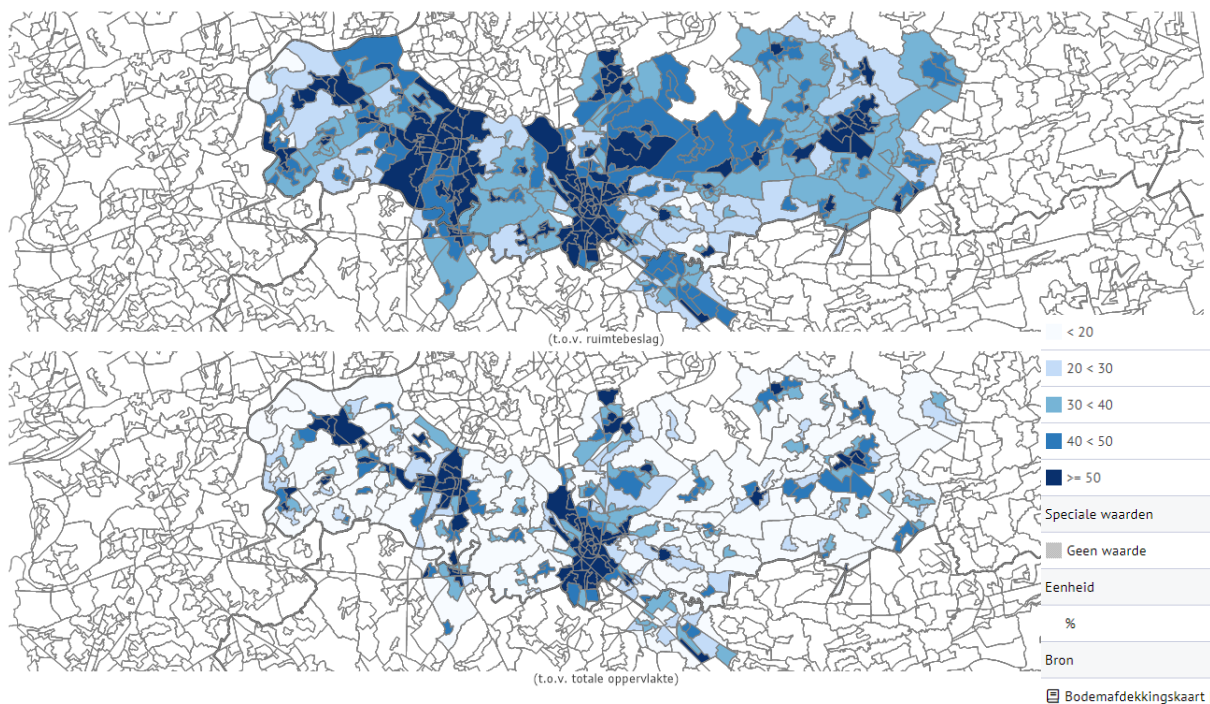 (t.o.v. ruimtebeslag)
< 20
20 < 30
30 < 40
40 < 50
>= 50
Speciale waarden
Geen waarde
Eenheid
%
Bron
Bodemafdekkingskaart
(t.o.v. totale oppervlakte)